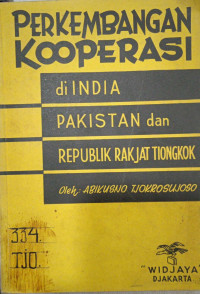 PERKEMBANGAN
KOOPERASI
di INDIA
PAKISTAN dan
REPUBLIK RAKJAT TIONGKOK
Oleh: ABIKUSNO TJOKROSUJOSO
334
TJO
"WIDJAYA"
DJAKARTA